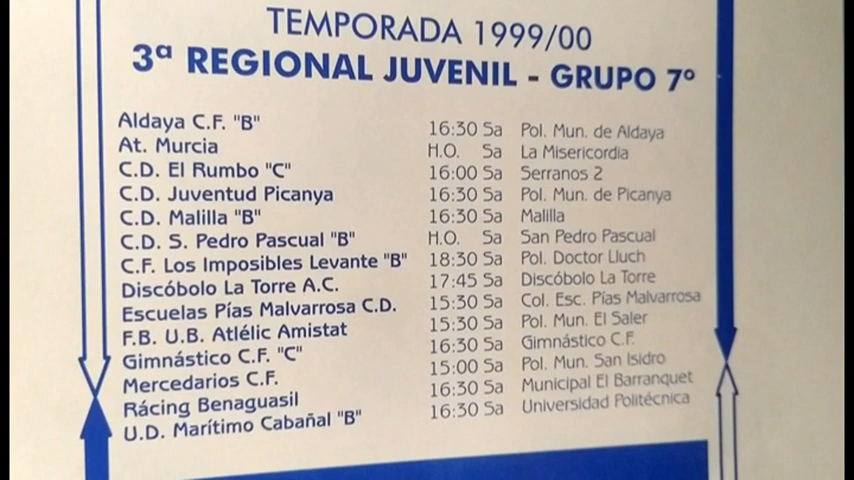 TEMPORADA 1999/00
3ª REGIONAL JUVENIL - GRUPO 7º
Aldaya C.F. "B" 16:30 Sa Pol. Mun. de Aldaya
At. Murcia H.O. Sa La Misericordia
C.D. El Rumbo "C" 16:00 Sa Serranos 2
C.D. Juventud Picanya 16:30 Sa Pol. Mun. de Picanya
C.D. Malilla "B" 16:30 Sa Malilla
C.D. S. Pedro Pascual "B" H.O. Sa San Pedro Pascual
C.F. Los Imposibles Levante "B" 18:30 Sa Pol. Doctor Lluch
Discóbolo La Torre A.C. 17:45 Sa Discóbolo La Torre
Escuelas Pías Malvarrosa C.D. 15:30 Sa Col. Esc. Pías Malvarrosa
F.B. U.B. Atlélic Amistat 15:30 Sa Pol. Mun. El Saler
Gimnástico C.F. "C" 16:30 Sa Gimnástico C.F.
Mercedarios C.F. 15:00 Sa Pol. Mun. San Isidro
Rácing Benaguasil 16:30 Sa Municipal El Barranquet
U.D. Marítimo Cabañal "B" 16:30 Sa Universidad Politécnica